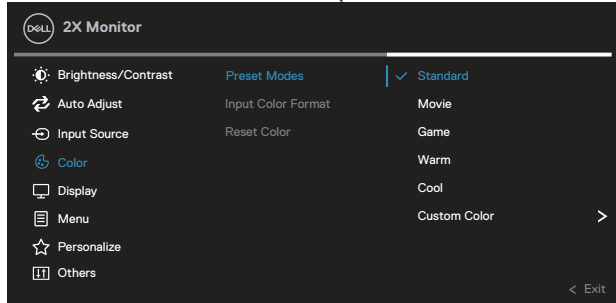 DELL 2X Monitor
Brightness/Contrast Preset Modes Standard
Auto Adjust Input Color Format Movie
Input Source Reset Color Game
Color Warm
Display Cool
Menu Custom Color >
Personalize
Others
< Exit